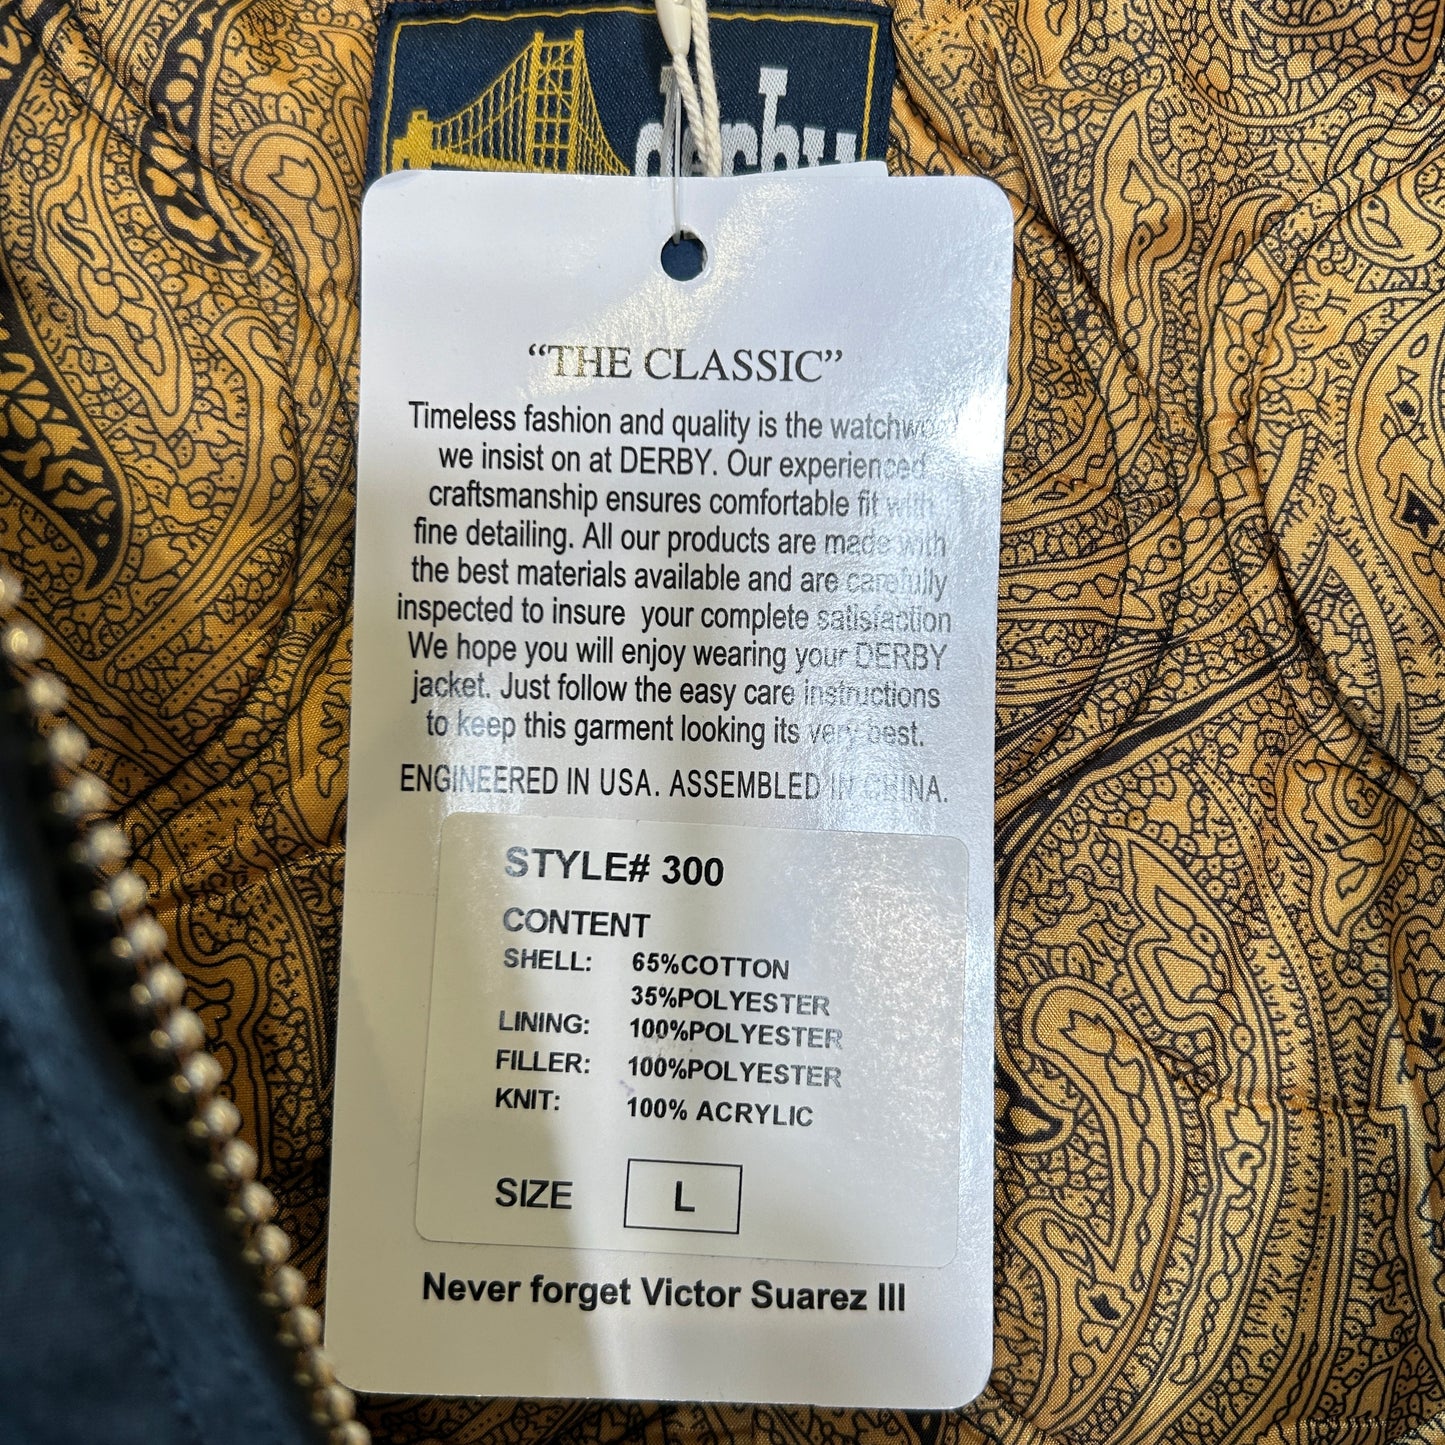 derby
“THE CLASSIC”
Timeless fashion and quality is the watchword
we insist on at DERBY. Our experienced
craftsmanship ensures comfortable fit with
fine detailing. All our products are made with
the best materials available and are carefully
inspected to insure your complete satisfaction
We hope you will enjoy wearing your DERBY
jacket. Just follow the easy care instructions
to keep this garment looking its very best.
ENGINEERED IN USA. ASSEMBLED IN CHINA.
STYLE# 300
CONTENT
SHELL: 65%COTTON
35%POLYESTER
LINING: 100%POLYESTER
FILLER: 100%POLYESTER
KNIT: 100% ACRYLIC
SIZE L
Never forget Victor Suarez III